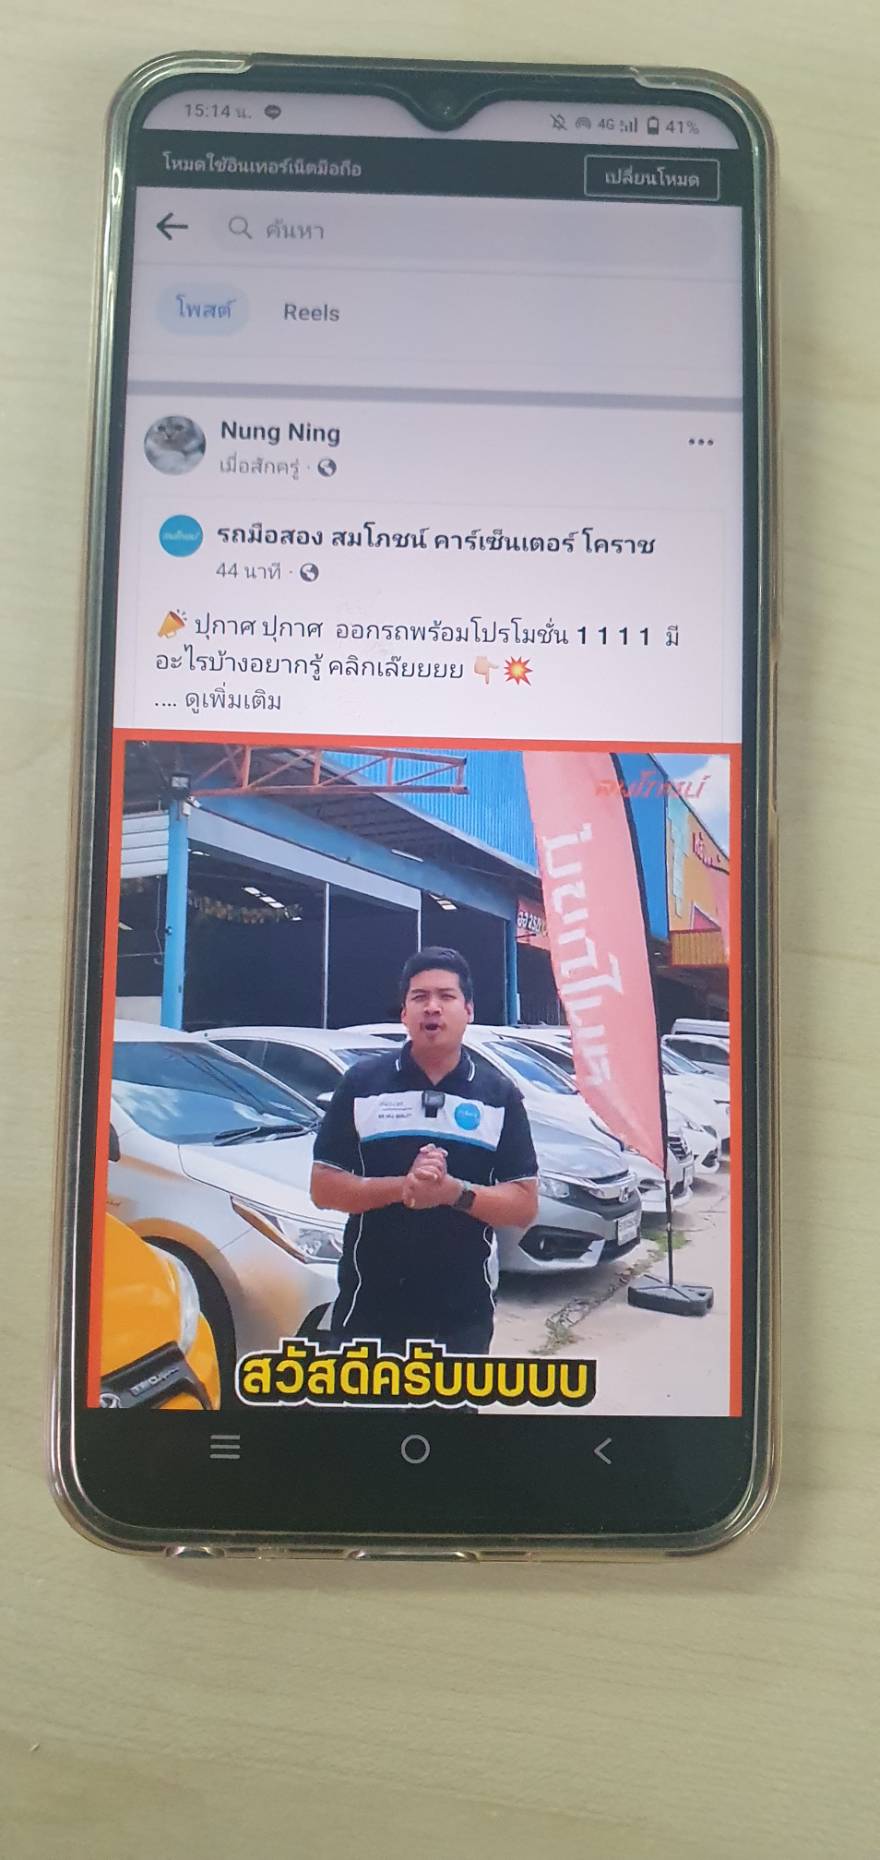 15:14 น.
4G 41%
โหมดใช้อินเทอร์เน็ตมือถือ
เปลี่ยนโหมด
ค้นหา
โพสต์ Reels
Nung Ning
เมื่อสักครู่ ·
รถมือสอง สมโภชน์ คาร์เซ็นเตอร์ โคราช
44 นาที ·
ปุกาศ ปุกาศ ออกรถพร้อมโปรโมชั่น 1 1 1 1 มี
อะไรบ้างอยากรู้ คลิกเล๊ยยยย
.... ดูเพิ่มเติม
สมโภชน์
สวัสดีครับบบบบ